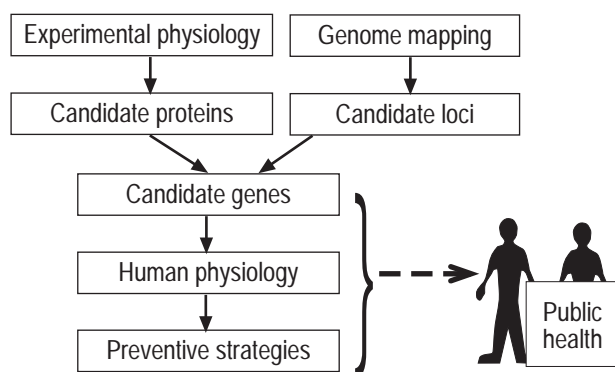 Experimental physiology
Genome mapping
Candidate proteins
Candidate loci
Candidate genes
Human physiology
Preventive strategies
Public
health